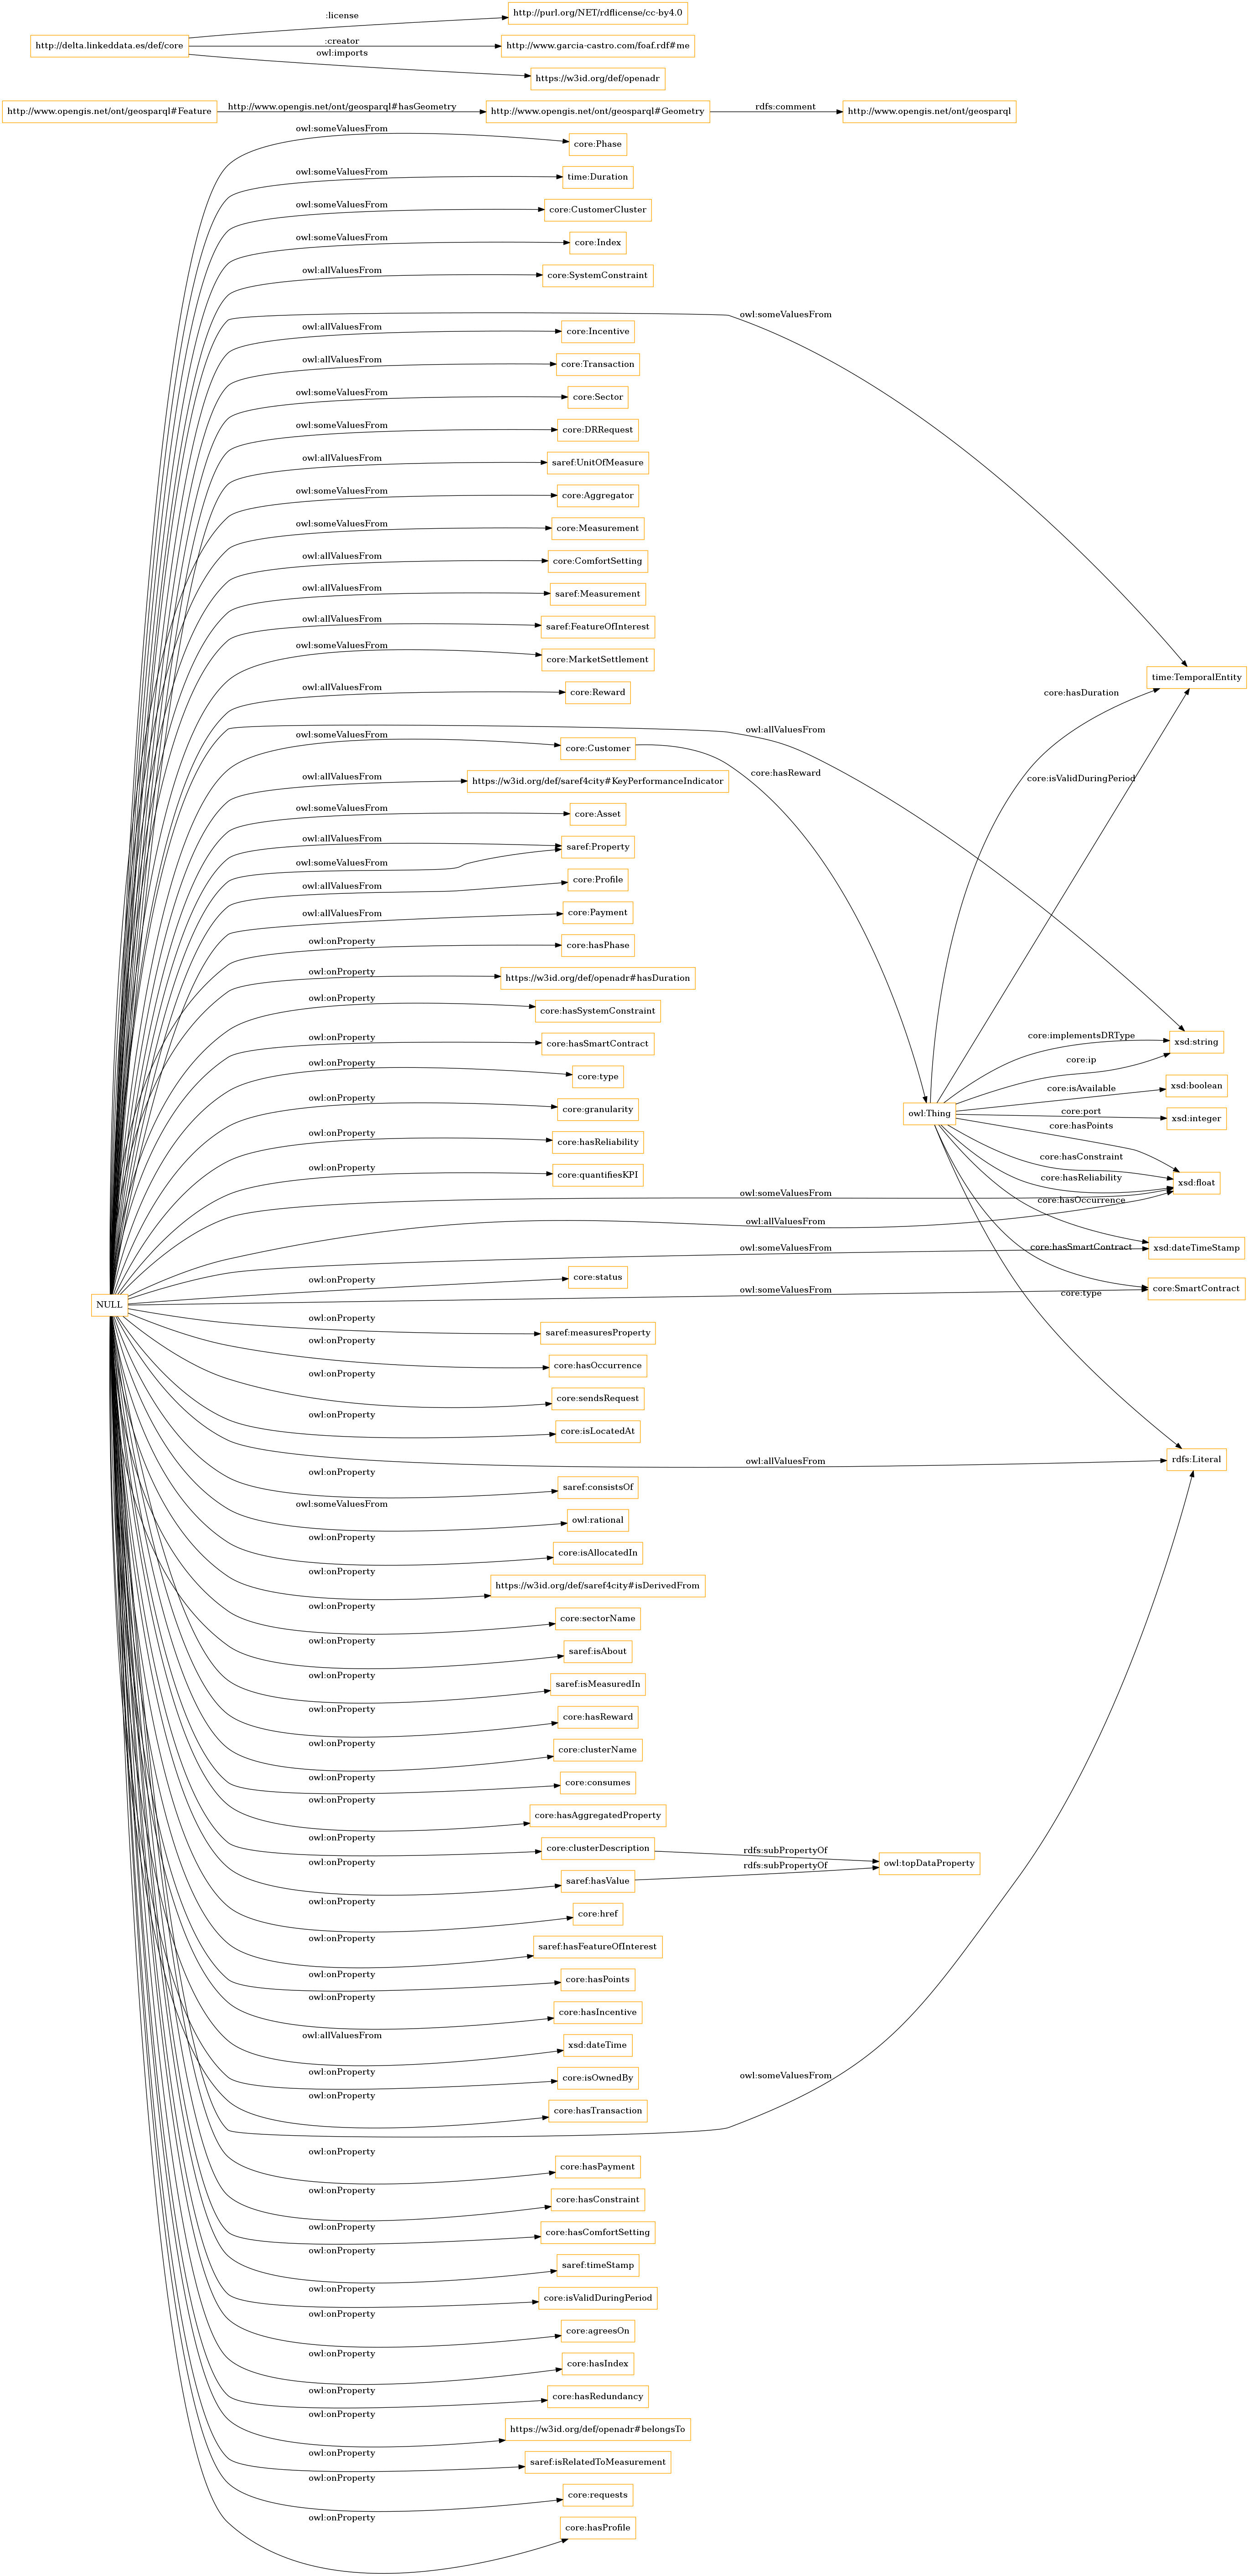 :license
http://purl.org/NET/rdflicense/cc-by4.0
http://delta.linkeddata.es/def/core
:creator
http://www.garcia-castro.com/foaf.rdf#me
owl:imports
https://w3id.org/def/openadr
http://www.opengis.net/ont/geosparql#Feature
http://www.opengis.net/ont/geosparql#hasGeometry
http://www.opengis.net/ont/geosparql#Geometry
rdfs:comment
http://www.opengis.net/ont/geosparql
owl:someValuesFrom
core:Phase
owl:someValuesFrom
time:Duration
owl:someValuesFrom
core:CustomerCluster
owl:someValuesFrom
core:Index
owl:allValuesFrom
core:SystemConstraint
owl:someValuesFrom
owl:allValuesFrom
core:Incentive
owl:allValuesFrom
core:Transaction
owl:someValuesFrom
core:Sector
owl:someValuesFrom
core:DRRequest
owl:allValuesFrom
saref:UnitOfMeasure
owl:someValuesFrom
core:Aggregator
owl:someValuesFrom
core:Measurement
owl:allValuesFrom
core:ComfortSetting
owl:allValuesFrom
saref:Measurement
owl:allValuesFrom
saref:FeatureOfInterest
owl:someValuesFrom
core:MarketSettlement
time:TemporalEntity
owl:allValuesFrom
core:Reward
core:hasDuration
owl:allValuesFrom
owl:someValuesFrom
core:Customer
core:hasReward
core:isValidDuringPeriod
owl:allValuesFrom
https://w3id.org/def/saref4city#KeyPerformanceIndicator
owl:someValuesFrom
core:Asset
owl:allValuesFrom
saref:Property
owl:someValuesFrom
owl:allValuesFrom
core:Profile
owl:allValuesFrom
core:Payment
owl:onProperty
core:hasPhase
owl:onProperty
https://w3id.org/def/openadr#hasDuration
owl:onProperty
core:hasSystemConstraint
owl:onProperty
core:hasSmartContract
core:implementsDRType
xsd:string
core:ip
owl:onProperty
core:type
core:isAvailable
xsd:boolean
owl:onProperty
core:granularity
owl:Thing
core:port
xsd:integer
core:hasPoints
owl:onProperty
core:hasReliability
core:hasConstraint
owl:onProperty
core:quantifiesKPI
core:hasReliability
xsd:float
owl:someValuesFrom
core:hasOccurrence
owl:allValuesFrom
owl:someValuesFrom
core:hasSmartContract
xsd:dateTimeStamp
owl:onProperty
core:status
owl:someValuesFrom
core:SmartContract
core:type
NULL
owl:onProperty
saref:measuresProperty
owl:onProperty
core:hasOccurrence
owl:onProperty
core:sendsRequest
owl:onProperty
core:isLocatedAt
owl:allValuesFrom
rdfs:Literal
owl:onProperty
saref:consistsOf
owl:someValuesFrom
owl:rational
owl:onProperty
core:isAllocatedIn
owl:onProperty
https://w3id.org/def/saref4city#isDerivedFrom
owl:onProperty
core:sectorName
owl:onProperty
saref:isAbout
owl:onProperty
saref:isMeasuredIn
owl:onProperty
core:hasReward
owl:onProperty
core:clusterName
owl:onProperty
core:consumes
owl:onProperty
core:hasAggregatedProperty
owl:onProperty
core:clusterDescription
rdfs:subPropertyOf
owl:topDataProperty
owl:onProperty
saref:hasValue
rdfs:subPropertyOf
owl:onProperty
core:href
owl:onProperty
saref:hasFeatureOfInterest
owl:onProperty
core:hasPoints
owl:onProperty
core:hasIncentive
owl:allValuesFrom
xsd:dateTime
owl:onProperty
core:isOwnedBy
owl:someValuesFrom
owl:onProperty
core:hasTransaction
owl:onProperty
core:hasPayment
owl:onProperty
core:hasConstraint
owl:onProperty
core:hasComfortSetting
owl:onProperty
saref:timeStamp
owl:onProperty
core:isValidDuringPeriod
owl:onProperty
core:agreesOn
owl:onProperty
core:hasIndex
owl:onProperty
core:hasRedundancy
owl:onProperty
https://w3id.org/def/openadr#belongsTo
owl:onProperty
saref:isRelatedToMeasurement
owl:onProperty
core:requests
owl:onProperty
core:hasProfile